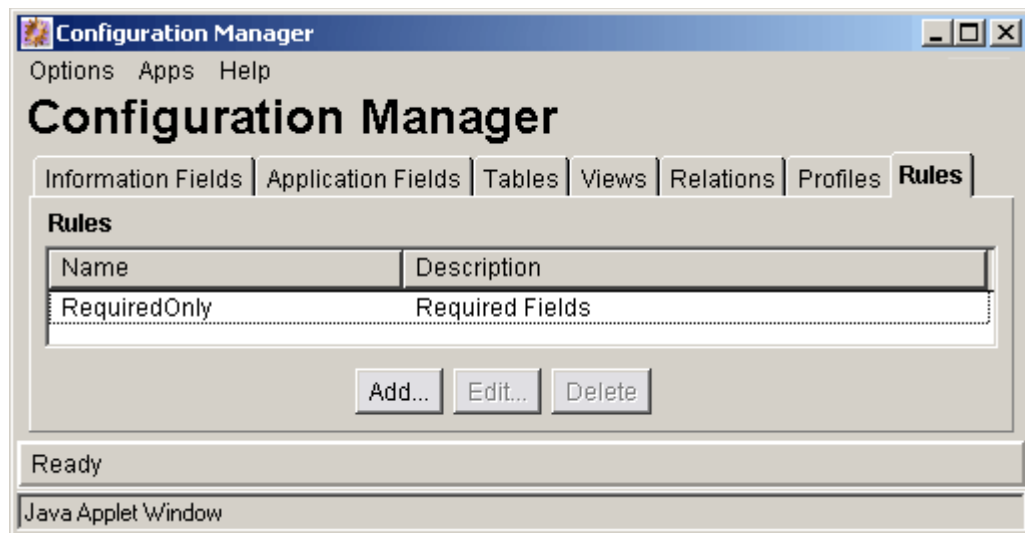 Configuration Manager
Options Apps Help
Configuration Manager
Information Fields Application Fields Tables Views Relations Profiles Rules
Rules
Name Description
RequiredOnly Required Fields
Add... Edit... Delete
Ready
Java Applet Window